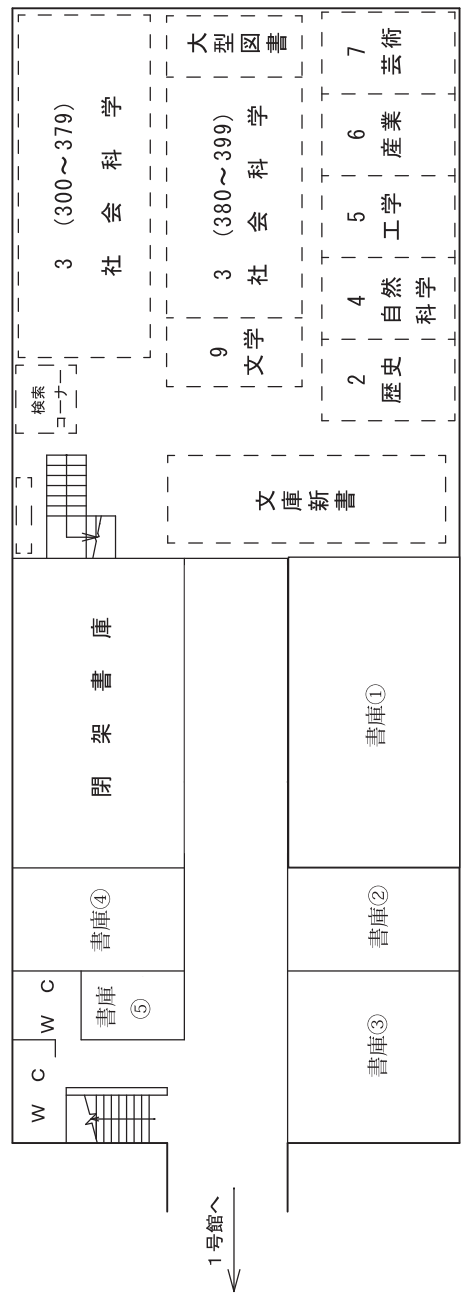 3 (300～379)
社会科学
大型図書
3 (380～399)
社会科学
9
文学
7
芸術
6
産業
5
工学
4
自然
科学
2
歴史
検索
コーナー
文庫新書
閉架書庫
書庫①
書庫④
書庫②
書庫
⑤
書庫③
WC
WC
1号館へ